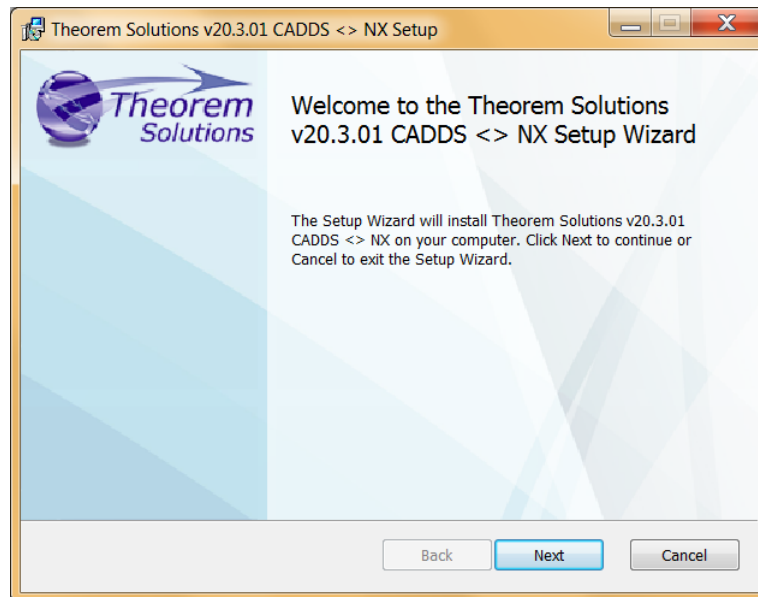 Theorem Solutions v20.3.01 CADDS <> NX Setup
Theorem
Solutions
Welcome to the Theorem Solutions
v20.3.01 CADDS <> NX Setup Wizard
The Setup Wizard will install Theorem Solutions v20.3.01
CADDS <> NX on your computer. Click Next to continue or
Cancel to exit the Setup Wizard.
Back
Next
Cancel